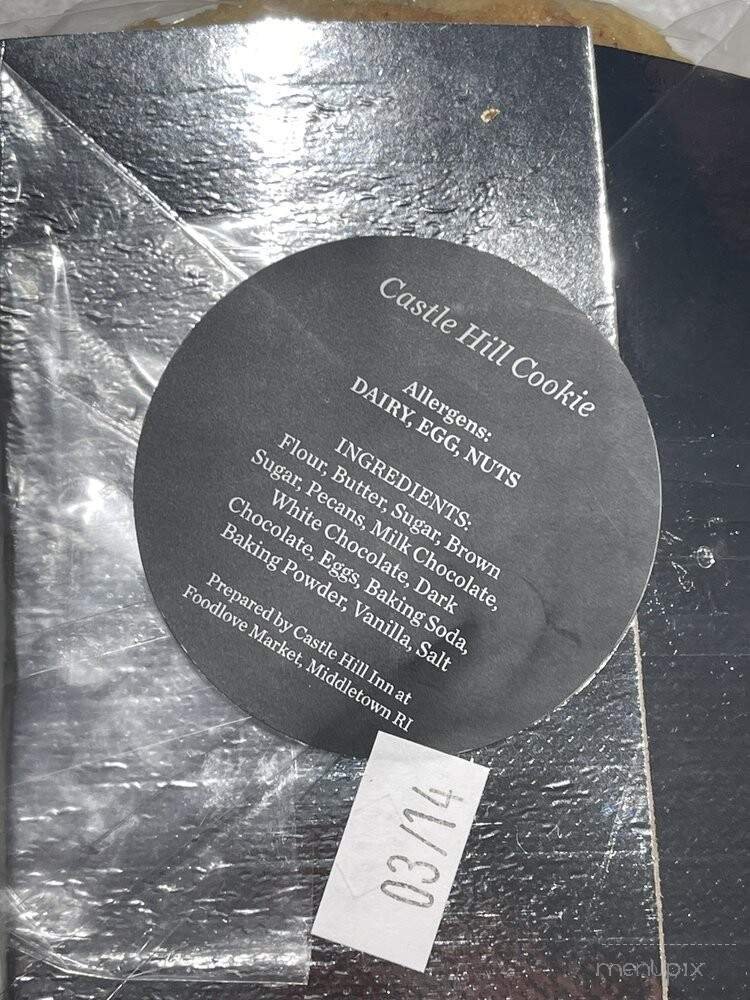 Castle Hill Cookie
Allergens:
DAIRY, EGG, NUTS
INGREDIENTS:
Flour, Butter, Sugar, Brown
Sugar, Pecans, Milk Chocolate,
White Chocolate, Dark
Chocolate, Eggs, Baking Soda,
Baking Powder, Vanilla, Salt
Prepared by Castle Hill Inn at
Foodlove Market, Middletown RI
03/14
menupix